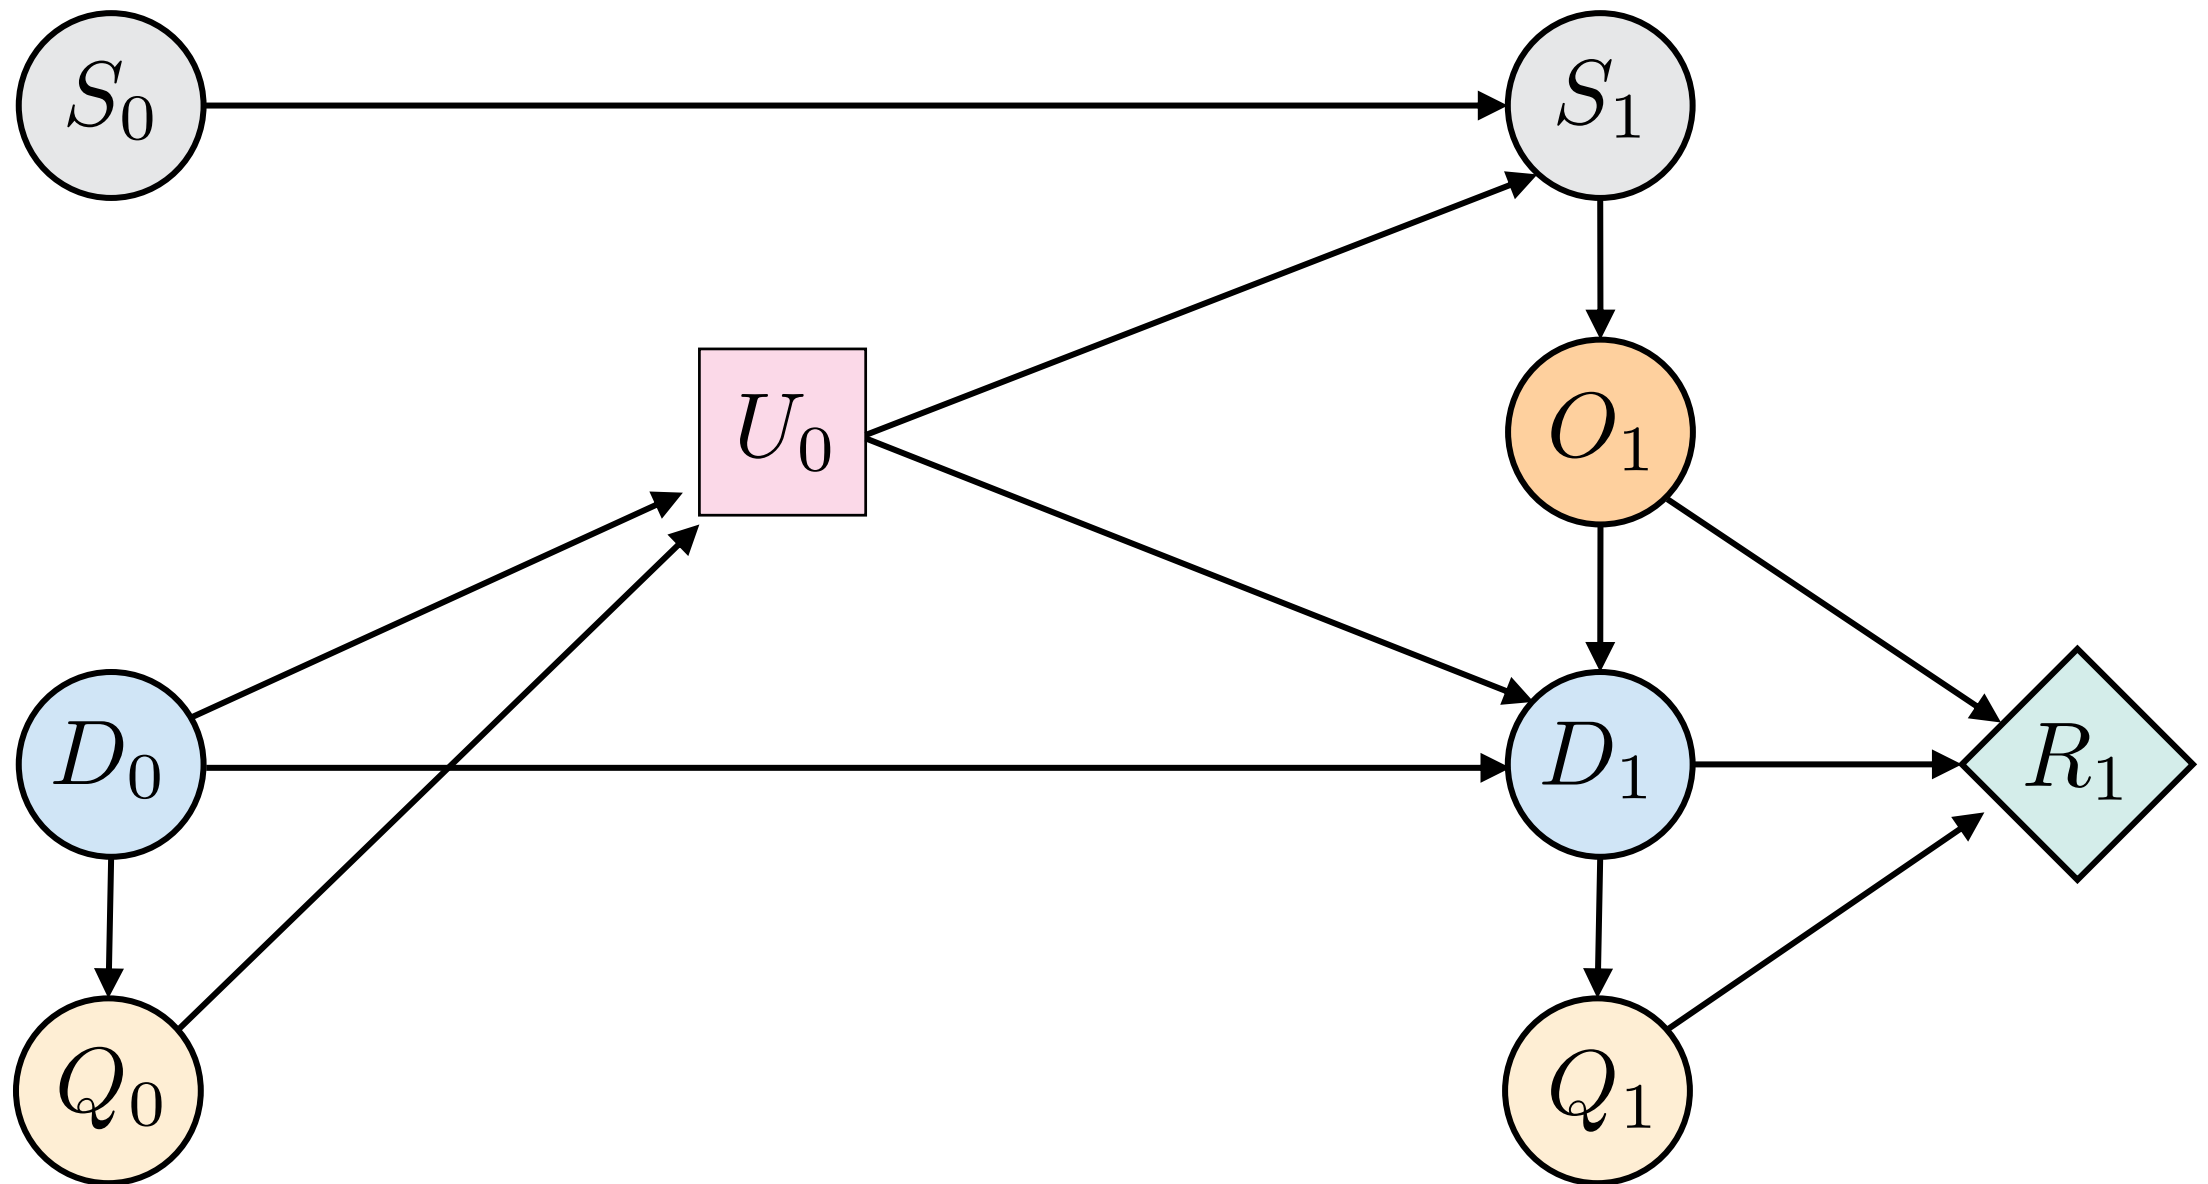 S₀
S₁
U₀
O₁
D₀
D₁
R₁
Q₀
Q₁